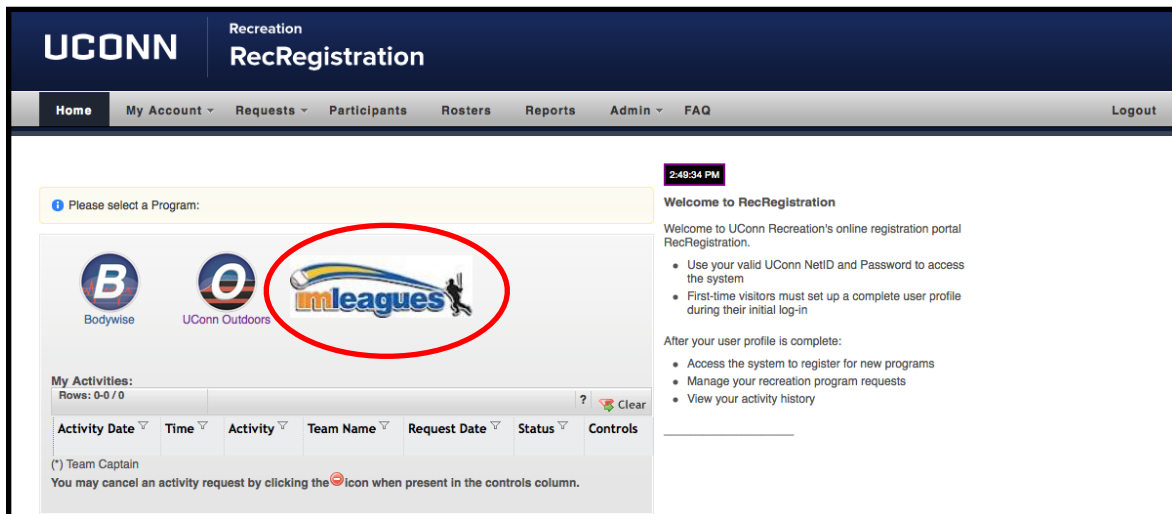 UCONN
Recreation
RecRegistration
Home My Account Requests Participants Rosters Reports Admin FAQ Logout
2:49:34 PM
Please select a Program:
B O imleagues
Bodywise UConn Outdoors
My Activities:
Rows: 0-0 / 0 ? Clear
Activity Date Time Activity Team Name Request Date Status Controls
(*) Team Captain
You may cancel an activity request by clicking the icon when present in the controls column.
Welcome to RecRegistration
Welcome to UConn Recreation's online registration portal
RecRegistration.
Use your valid UConn NetID and Password to access
the system
First-time visitors must set up a complete user profile
during their initial log-in
After your user profile is complete:
Access the system to register for new programs
Manage your recreation program requests
View your activity history